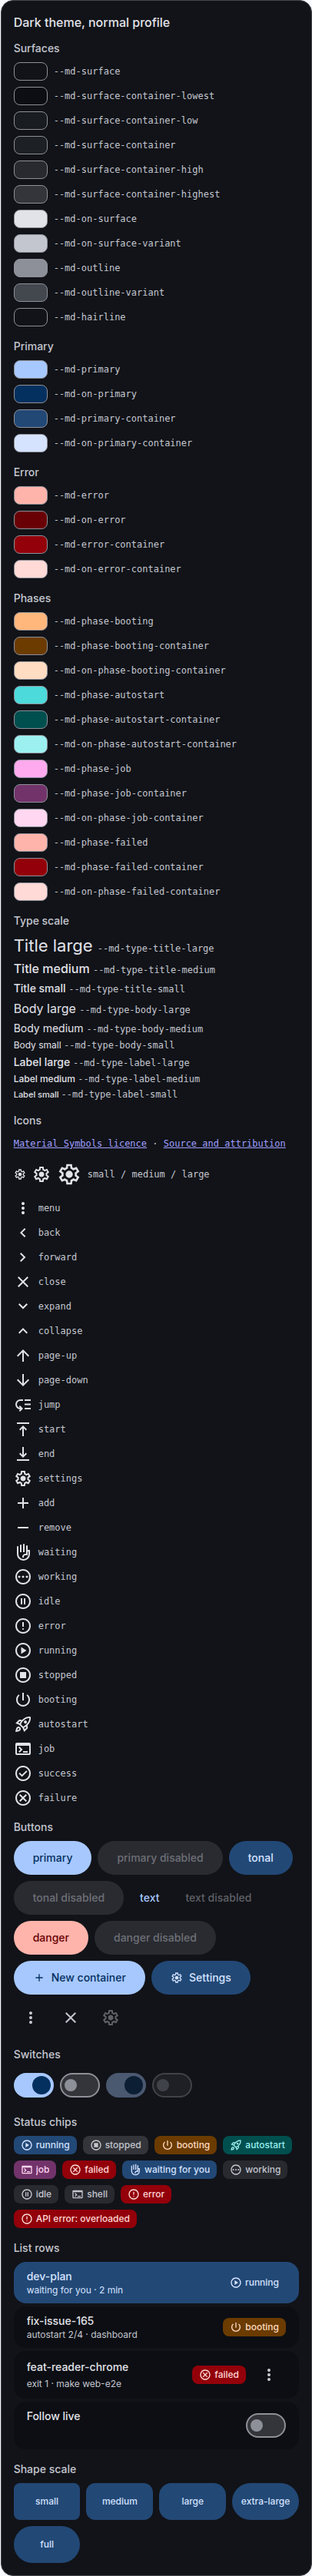 Dark theme, normal profile
Surfaces
--md-surface
--md-surface-container-lowest
--md-surface-container-low
--md-surface-container
--md-surface-container-high
--md-surface-container-highest
--md-on-surface
--md-on-surface-variant
--md-outline
--md-outline-variant
--md-hairline
Primary
--md-primary
--md-on-primary
--md-primary-container
--md-on-primary-container
Error
--md-error
--md-on-error
--md-error-container
--md-on-error-container
Phases
--md-phase-booting
--md-phase-booting-container
--md-on-phase-booting-container
--md-phase-autostart
--md-phase-autostart-container
--md-on-phase-autostart-container
--md-phase-job
--md-phase-job-container
--md-on-phase-job-container
--md-phase-failed
--md-phase-failed-container
--md-on-phase-failed-container
Type scale
Title large --md-type-title-large
Title medium --md-type-title-medium
Title small --md-type-title-small
Body large --md-type-body-large
Body medium --md-type-body-medium
Body small --md-type-body-small
Label large --md-type-label-large
Label medium --md-type-label-medium
Label small --md-type-label-small
Icons
Material Symbols licence · Source and attribution
small / medium / large
menu
back
forward
close
expand
collapse
page-up
page-down
jump
start
end
settings
add
remove
waiting
working
idle
error
running
stopped
booting
autostart
job
success
failure
Buttons
primary primary disabled tonal
tonal disabled text text disabled
danger danger disabled
New container Settings
Switches
Status chips
running stopped booting autostart
job failed waiting for you working
idle shell error
API error: overloaded
List rows
dev-plan
waiting for you · 2 min
running
fix-issue-165
autostart 2/4 · dashboard
booting
feat-reader-chrome
exit 1 · make web-e2e
failed
Follow live
Shape scale
small medium large extra-large
full